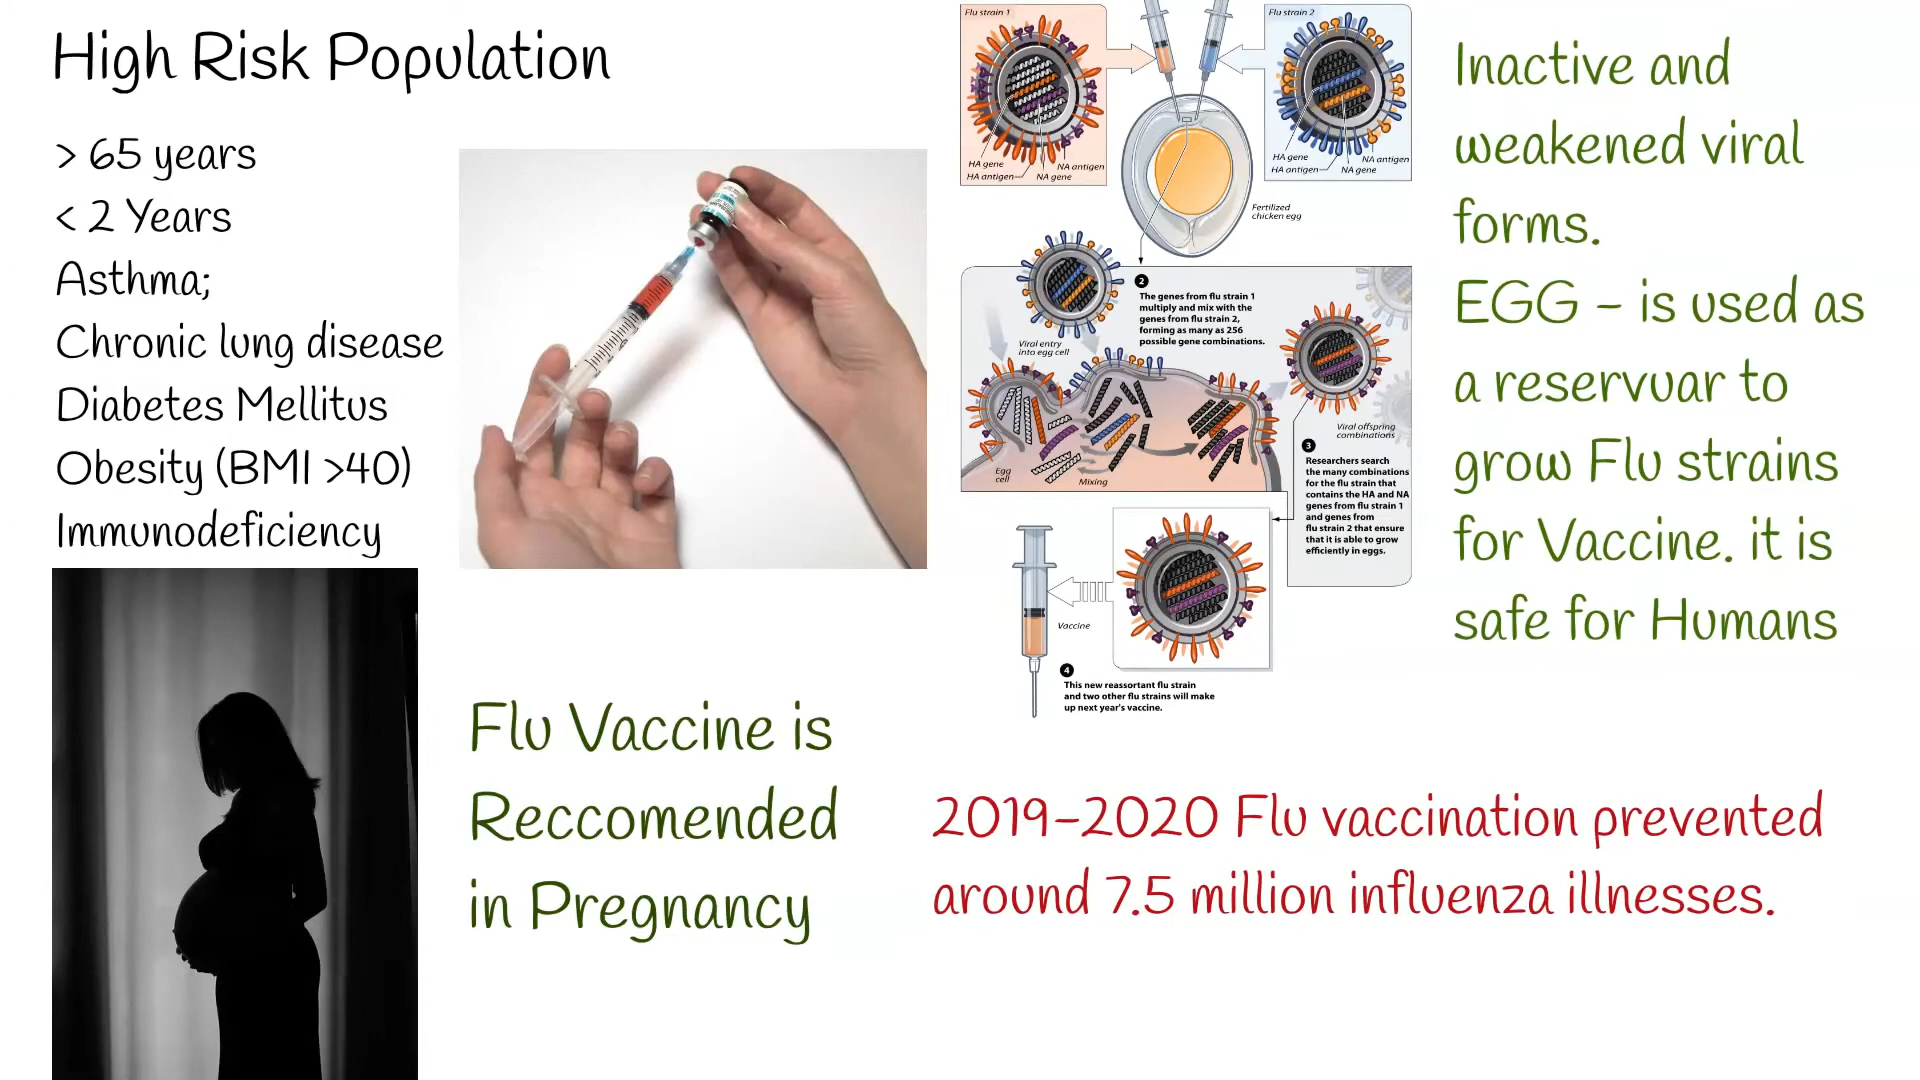 High Risk Population
> 65 years
< 2 Years
Asthma;
Chronic lung disease
Diabetes Mellitus
Obesity (BMI >40)
Immunodeficiency
Flu Vaccine is
Reccomended
in Pregnancy
Flu strain 1
HA gene
HA antigen
NA antigen
NA gene
Flu strain 2
HA gene
HA antigen
NA antigen
NA gene
Fertilized
chicken egg
2
The genes from flu strain 1
multiply and mix with the
genes from flu strain 2,
forming as many as 256
possible gene combinations.
Viral entry
into egg cell
Egg
cell
Mixing
Viral offspring
combinations
3
Researchers search
the many combinations
for the flu strain that
contains the HA and NA
genes from flu strain 1
and genes from
flu strain 2 that ensure
that it is able to grow
efficiently in eggs.
Vaccine
4
This new reassortant flu strain
and two other flu strains will make
up next year's vaccine.
Inactive and
weakened viral
forms.
EGG - is used as
a reservuar to
grow Flu strains
for Vaccine. it is
safe for Humans
2019-2020 Flu vaccination prevented
around 7.5 million influenza illnesses.